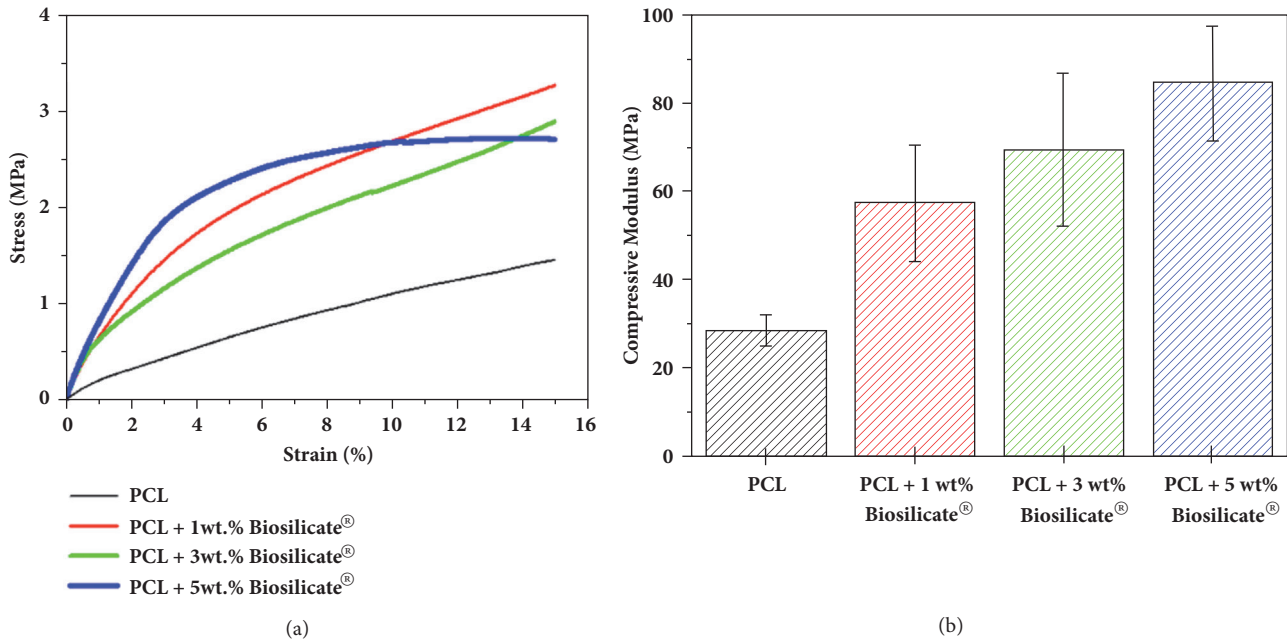 4
3
2
1
0
Stress (MPa)
0 2 4 6 8 10 12 14 16
Strain (%)
PCL
PCL + 1wt.% Biosilicate®
PCL + 3wt.% Biosilicate®
PCL + 5wt.% Biosilicate®
(a)
100
80
60
40
20
0
Compressive Modulus (MPa)
PCL
PCL + 1 wt%
Biosilicate®
PCL + 3 wt%
Biosilicate®
PCL + 5 wt%
Biosilicate®
(b)